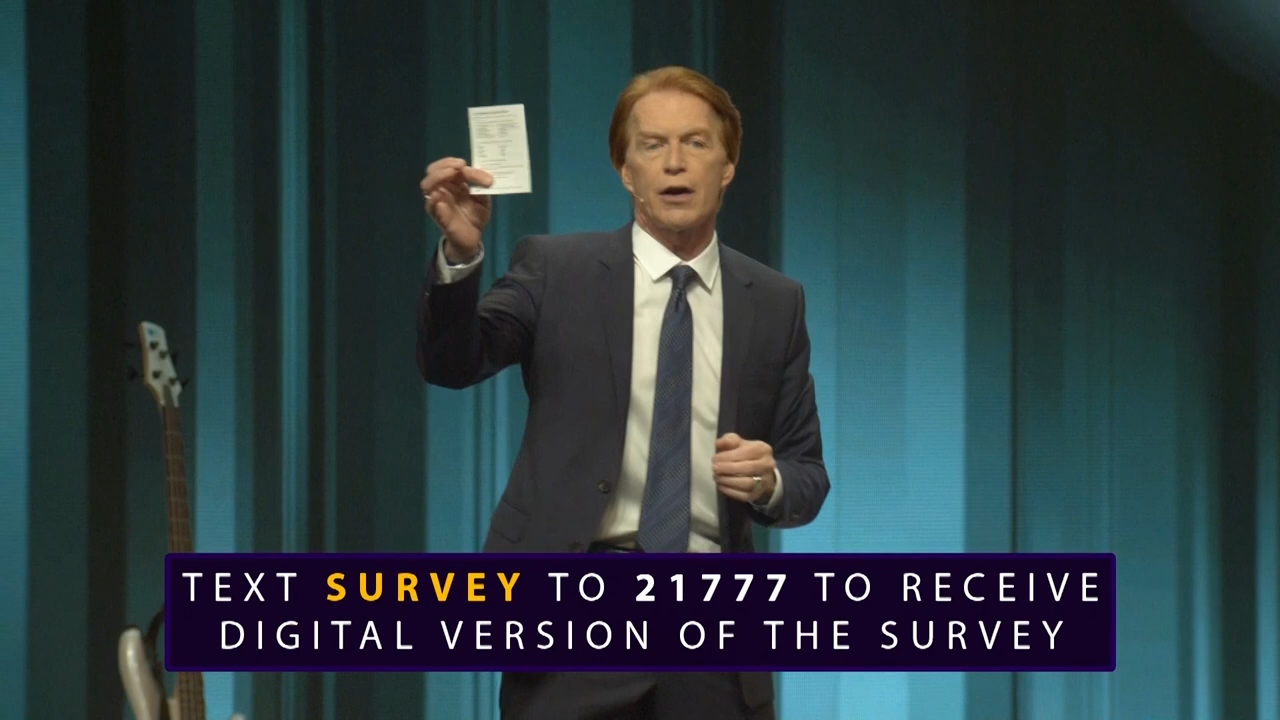 TEXT SURVEY TO 21777 TO RECEIVE
DIGITAL VERSION OF THE SURVEY